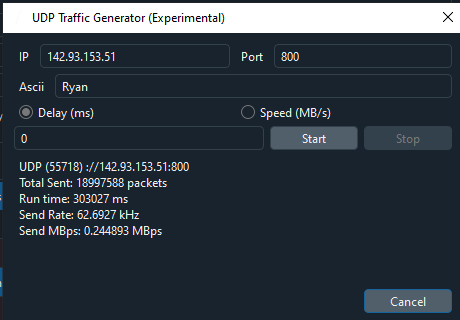 UDP Traffic Generator (Experimental)
IP 142.93.153.51 Port 800
Ascii Ryan
Delay (ms) Speed (MB/s)
0 Start Stop
UDP (55718) ://142.93.153.51:800
Total Sent: 18997588 packets
Run time: 303027 ms
Send Rate: 62.6927 kHz
Send MBps: 0.244893 MBps
Cancel